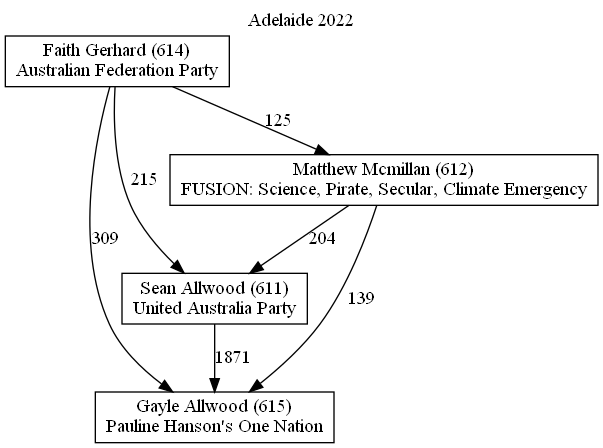 Adelaide 2022
Faith Gerhard (614)
Australian Federation Party
125
Matthew Mcmillan (612)
FUSION: Science, Pirate, Secular, Climate Emergency
215
309
204
Sean Allwood (611)
United Australia Party
139
1871
Gayle Allwood (615)
Pauline Hanson's One Nation